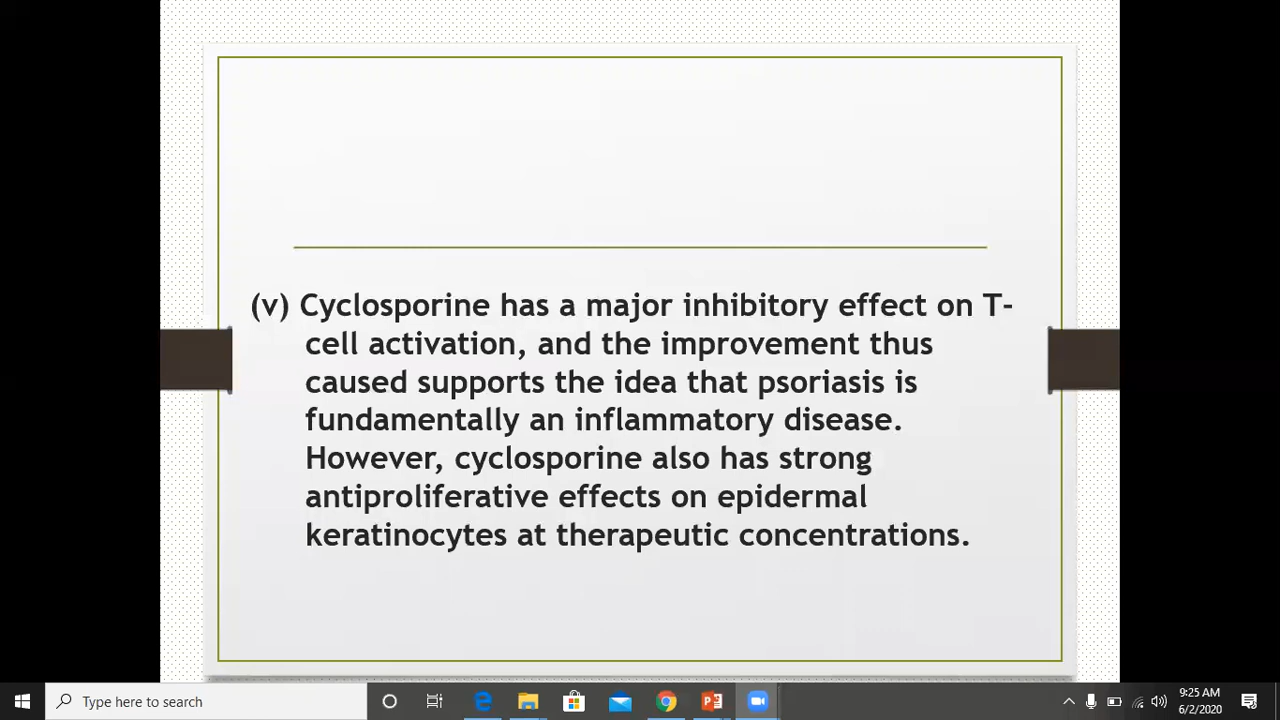 (v) Cyclosporine has a major inhibitory effect on T-
cell activation, and the improvement thus
caused supports the idea that psoriasis is
fundamentally an inflammatory disease.
However, cyclosporine also has strong
antiproliferative effects on epidermal
keratinocytes at therapeutic concentrations.
Type here to search
9:25 AM
6/2/2020